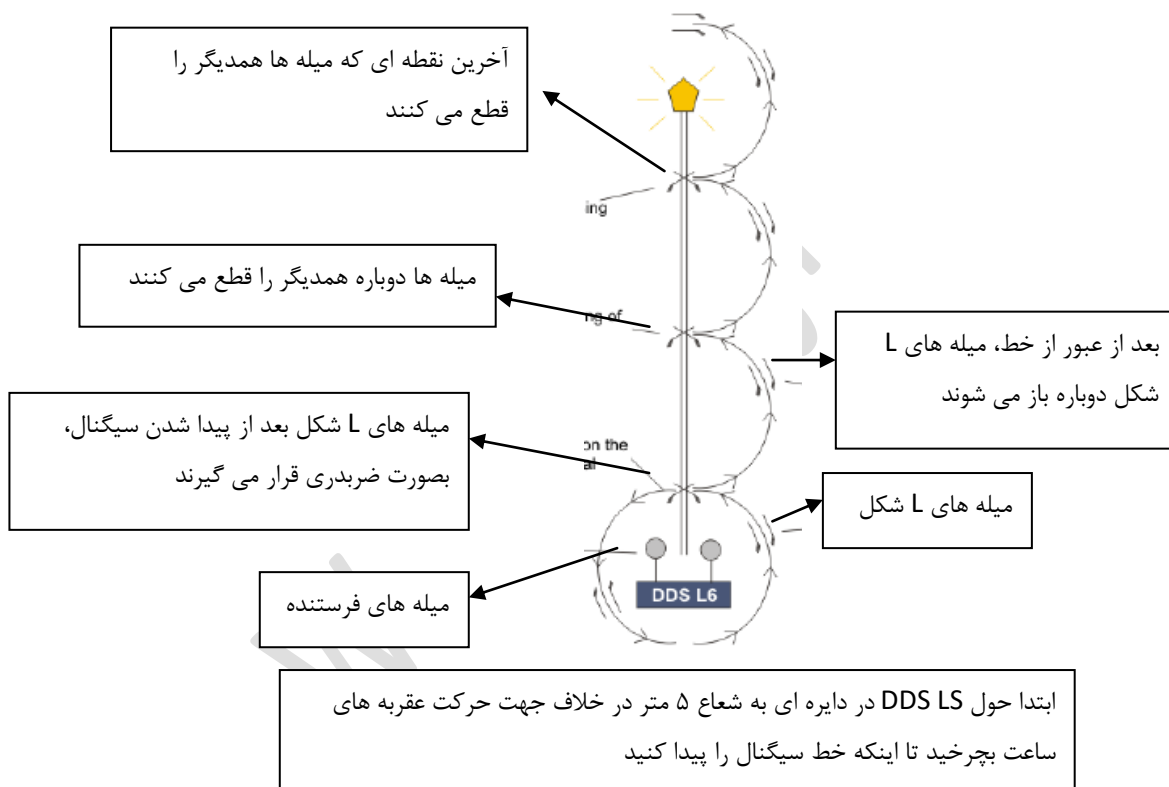 آخرین نقطه ای که میله ها همدیگر را
قطع می کنند
ing
میله ها دوباره همدیگر را قطع می کنند
ng of
بعد از عبور از خط، میله های L
شکل دوباره باز می شوند
میله های L شکل بعد از پیدا شدن سیگنال،
بصورت ضربدری قرار می گیرند
on the
al
میله های L شکل
میله های فرستنده
DDS L6
ابتدا حول DDS LS در دایره ای به شعاع ۵ متر در خلاف جهت حرکت عقربه های
ساعت بچرخید تا اینکه خط سیگنال را پیدا کنید